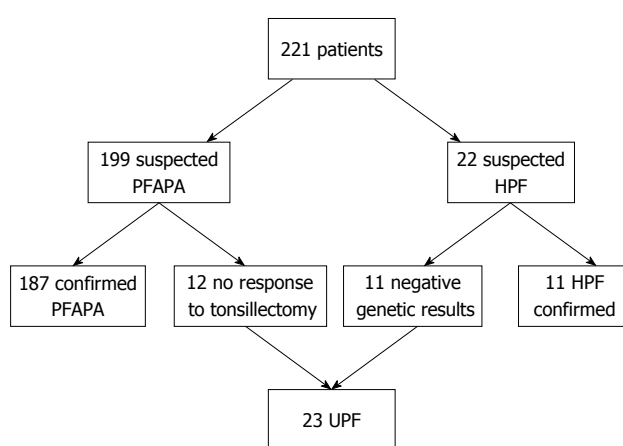 221 patients
199 suspected
PFAPA
22 suspected
HPF
187 confirmed
PFAPA
12 no response
to tonsillectomy
11 negative
genetic results
11 HPF
confirmed
23 UPF